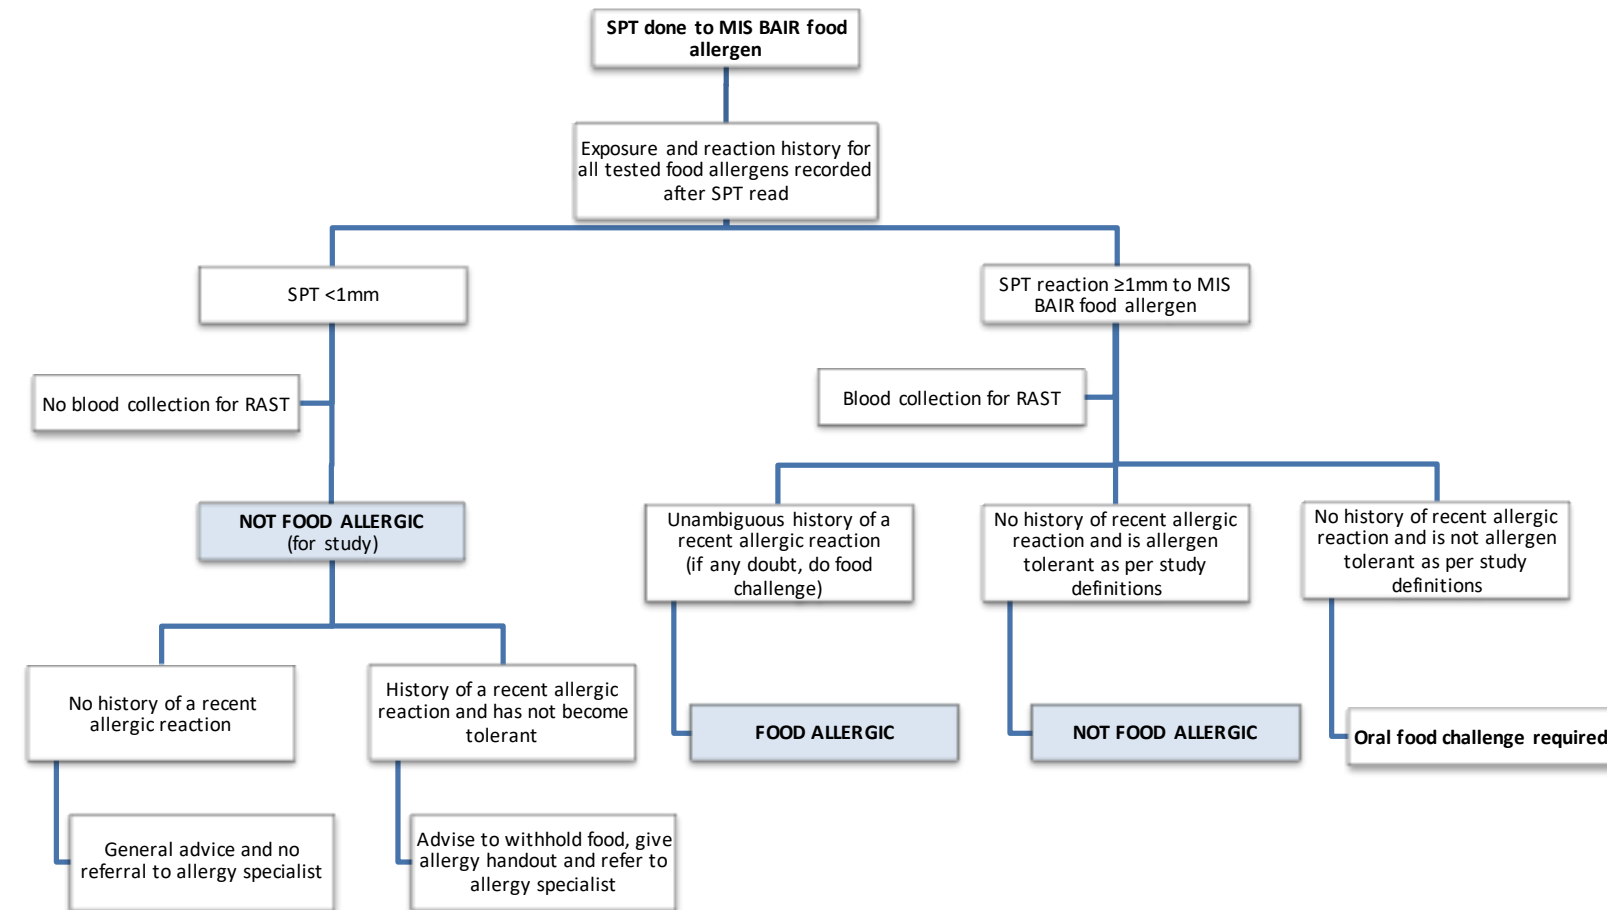 SPT done to MIS BAIR food
allergen
Exposure and reaction history for
all tested food allergens recorded
after SPT read
SPT <1mm
SPT reaction ≥1mm to MIS
BAIR food allergen
No blood collection for RAST
Blood collection for RAST
NOT FOOD ALLERGIC
(for study)
Unambiguous history of a
recent allergic reaction
(if any doubt, do food
challenge)
No history of recent allergic
reaction and is allergen
tolerant as per study
definitions
No history of recent allergic
reaction and is not allergen
tolerant as per study
definitions
No history of a recent
allergic reaction
History of a recent allergic
reaction and has not become
tolerant
FOOD ALLERGIC
NOT FOOD ALLERGIC
Oral food challenge required
General advice and no
referral to allergy specialist
Advise to withhold food, give
allergy handout and refer to
allergy specialist